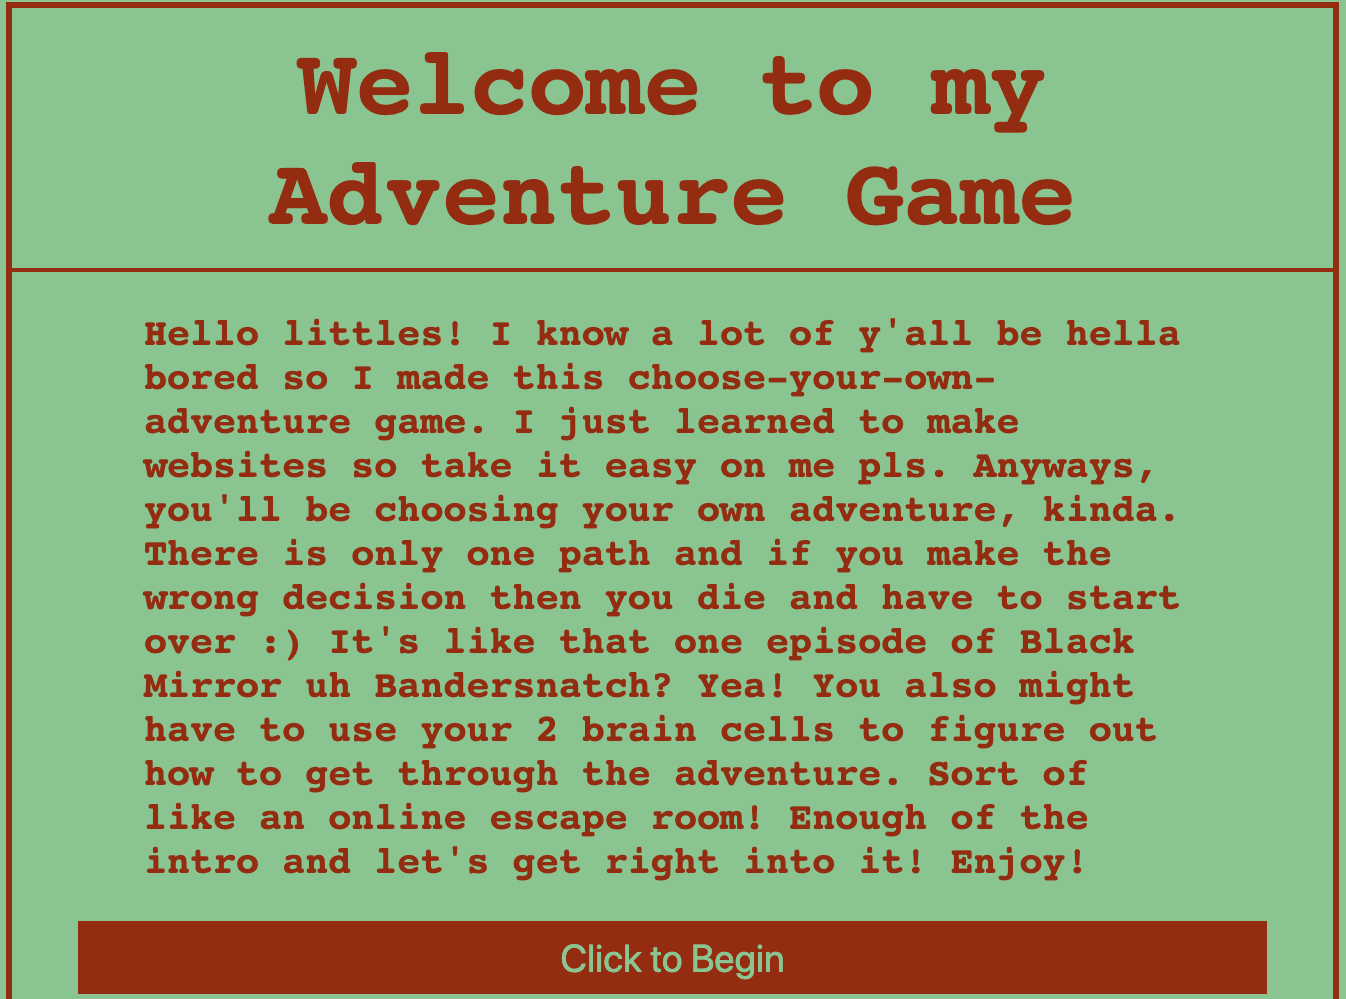 Welcome to my
Adventure Game
Hello littles! I know a lot of y'all be hella
bored so I made this choose-your-own-
adventure game. I just learned to make
websites so take it easy on me pls. Anyways,
you'll be choosing your own adventure, kinda.
There is only one path and if you make the
wrong decision then you die and have to start
over :) It's like that one episode of Black
Mirror uh Bandersnatch? Yea! You also might
have to use your 2 brain cells to figure out
how to get through the adventure. Sort of
like an online escape room! Enough of the
intro and let's get right into it! Enjoy!
Click to Begin